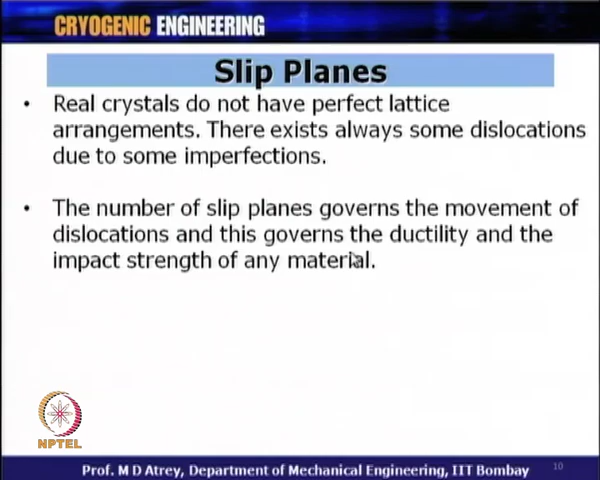 CRYOGENIC ENGINEERING
Slip Planes
• Real crystals do not have perfect lattice
arrangements. There exists always some dislocations
due to some imperfections.
• The number of slip planes governs the movement of
dislocations and this governs the ductility and the
impact strength of any material.
NPTEL
Prof. M D Atrey, Department of Mechanical Engineering, IIT Bombay
10